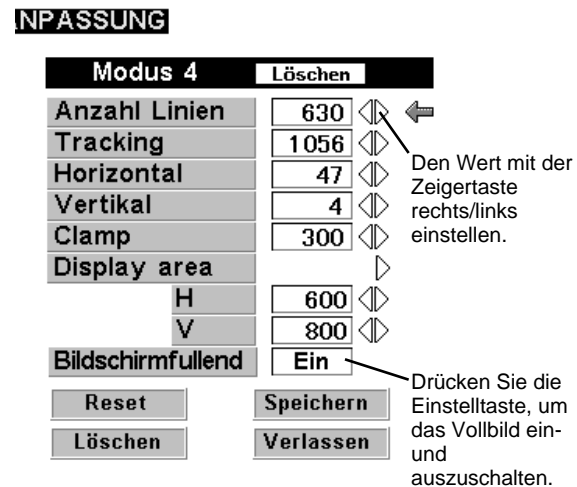 NPASSUNG
Modus 4 Löschen
Anzahl Linien 630
Tracking 1056
Horizontal 47
Vertikal 4
Clamp 300
Display area
H 600
V 800
Bildschirmfullend Ein
Reset Speichern
Löschen Verlassen
Den Wert mit der
Zeigertaste
rechts/links
einstellen.
Drücken Sie die
Einstelltaste, um
das Vollbild ein-
und
auszuschalten.